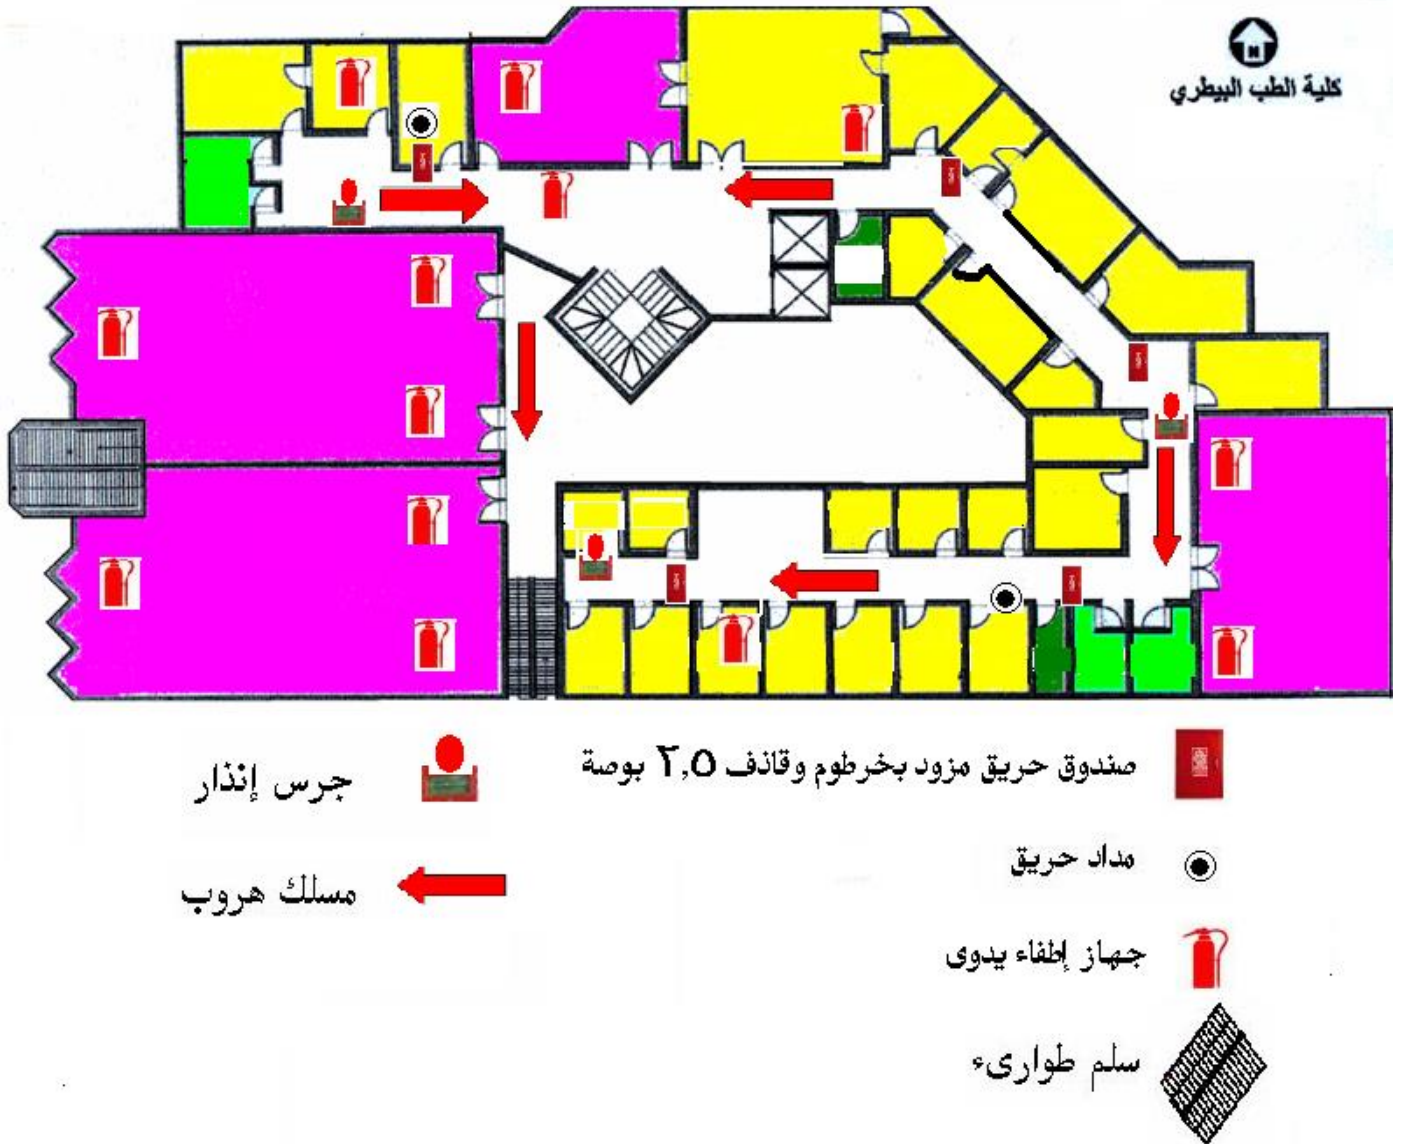 N
كلية الطب البيطري
صندوق حريق مزود بخرطوم وقاذف ٢,٥ بوصة
جرس إنذار
مداد حريق
مسلك هروب
جهاز إطفاء يدوى
سلم طوارىء